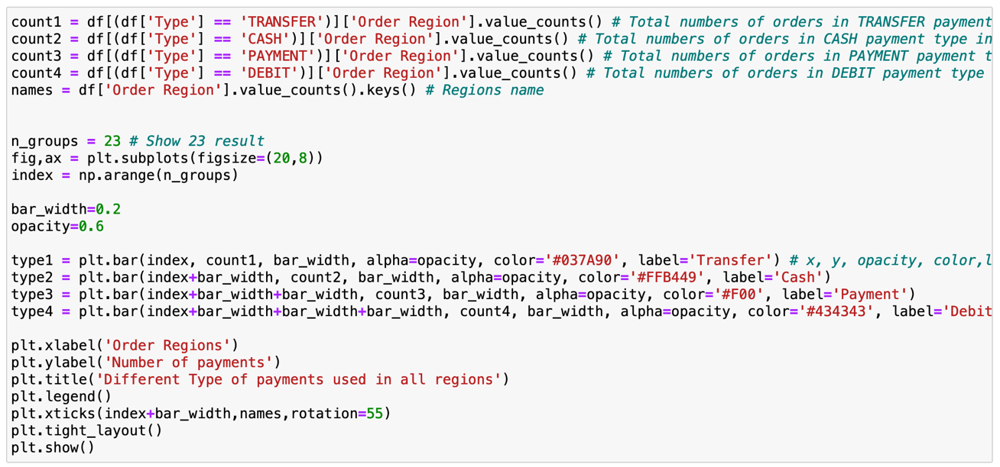 count1 = df[(df['Type'] == 'TRANSFER')]['Order Region'].value_counts() # Total numbers of orders in TRANSFER payment
count2 = df[(df['Type'] == 'CASH')]['Order Region'].value_counts() # Total numbers of orders in CASH payment type in
count3 = df[(df['Type'] == 'PAYMENT')]['Order Region'].value_counts() # Total numbers of orders in PAYMENT payment t
count4 = df[(df['Type'] == 'DEBIT')]['Order Region'].value_counts() # Total numbers of orders in DEBIT payment type
names = df['Order Region'].value_counts().keys() # Regions name
n_groups = 23 # Show 23 result
fig,ax = plt.subplots(figsize=(20,8))
index = np.arange(n_groups)
bar_width=0.2
opacity=0.6
type1 = plt.bar(index, count1, bar_width, alpha=opacity, color='#037A90', label='Transfer') # x, y, opacity, color,l
type2 = plt.bar(index+bar_width, count2, bar_width, alpha=opacity, color='#FFB449', label='Cash')
type3 = plt.bar(index+bar_width+bar_width, count3, bar_width, alpha=opacity, color='#F00', label='Payment')
type4 = plt.bar(index+bar_width+bar_width+bar_width, count4, bar_width, alpha=opacity, color='#434343', label='Debit
plt.xlabel('Order Regions')
plt.ylabel('Number of payments')
plt.title('Different Type of payments used in all regions')
plt.legend()
plt.xticks(index+bar_width,names,rotation=55)
plt.tight_layout()
plt.show()